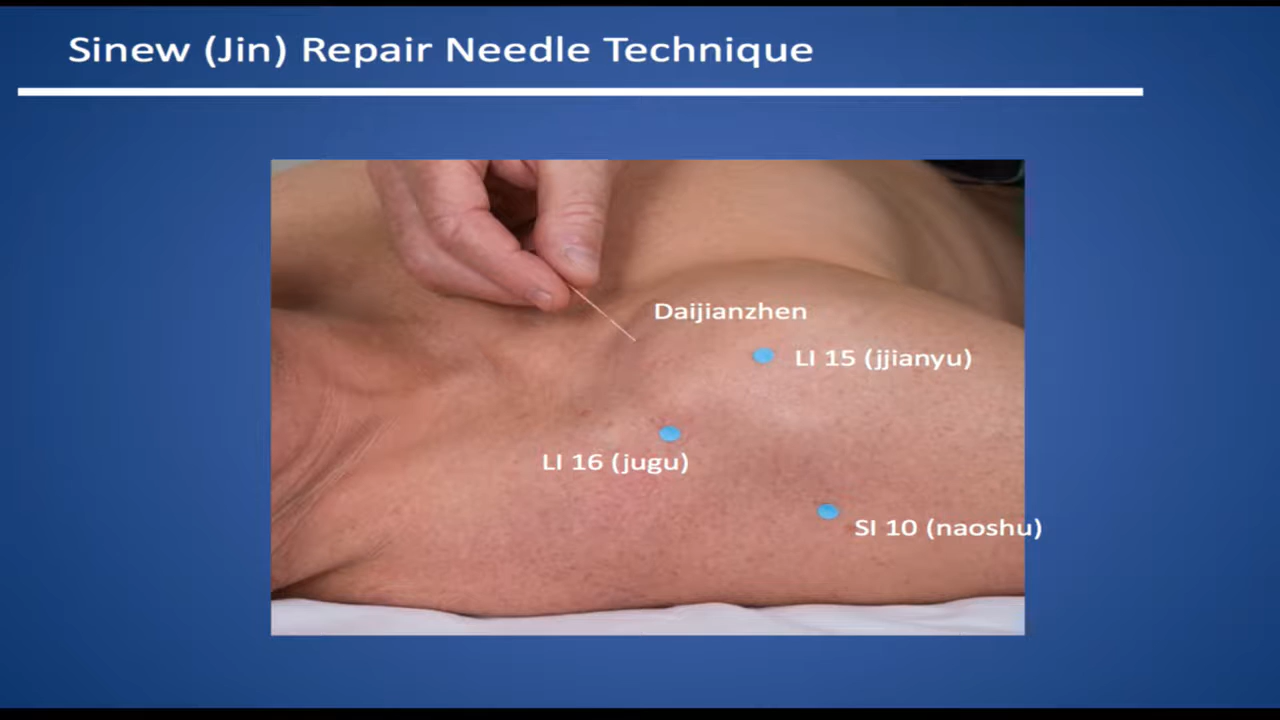 Sinew (Jin) Repair Needle Technique
Daijianzhen
LI 15 (jjianyu)
LI 16 (jugu)
SI 10 (naoshu)